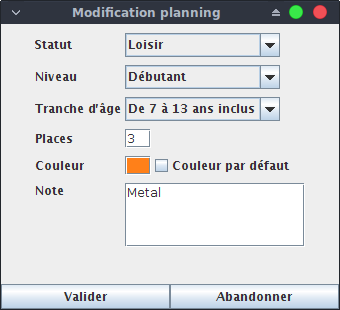 Modification planning
Statut Loisir
Niveau Débutant
Tranche d'âge De 7 à 13 ans inclus
Places 3
Couleur Couleur par défaut
Note Metal
Valider Abandonner